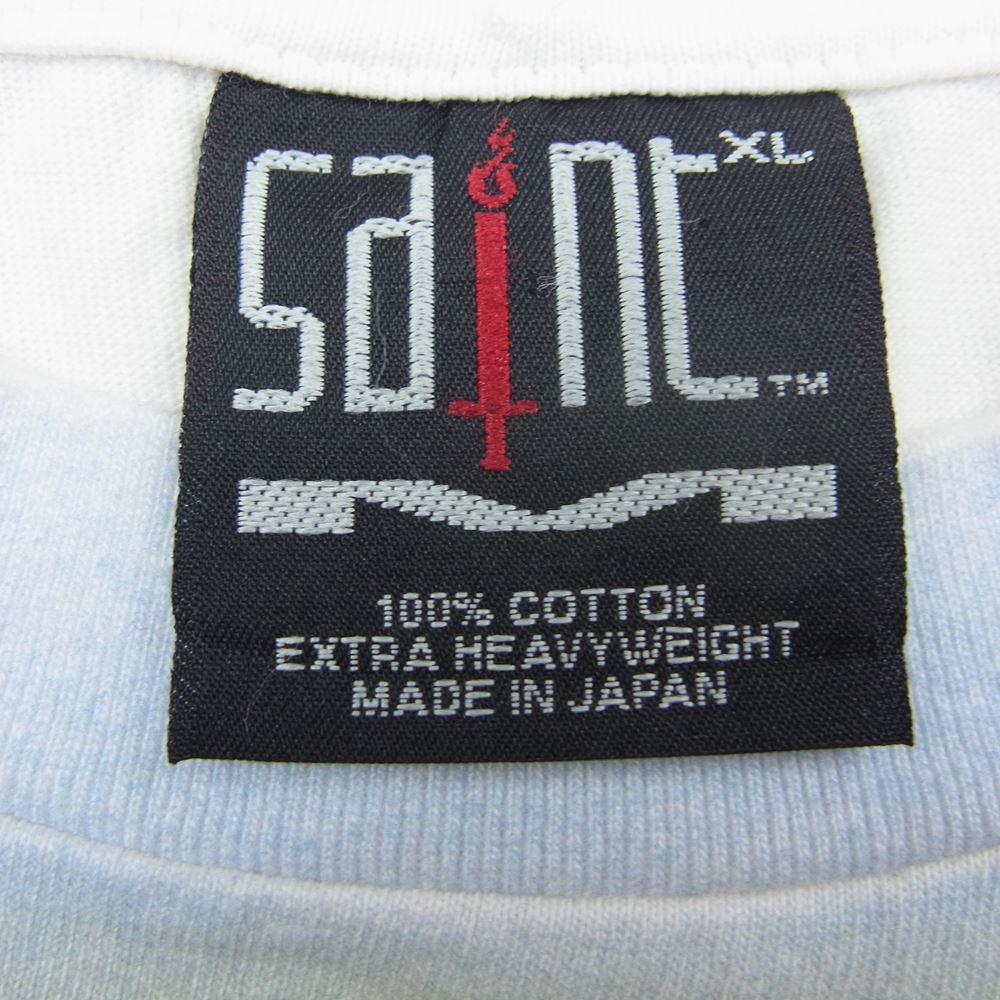 saint XL
TM
M
100% COTTON
EXTRA HEAVYWEIGHT
MADE IN JAPAN